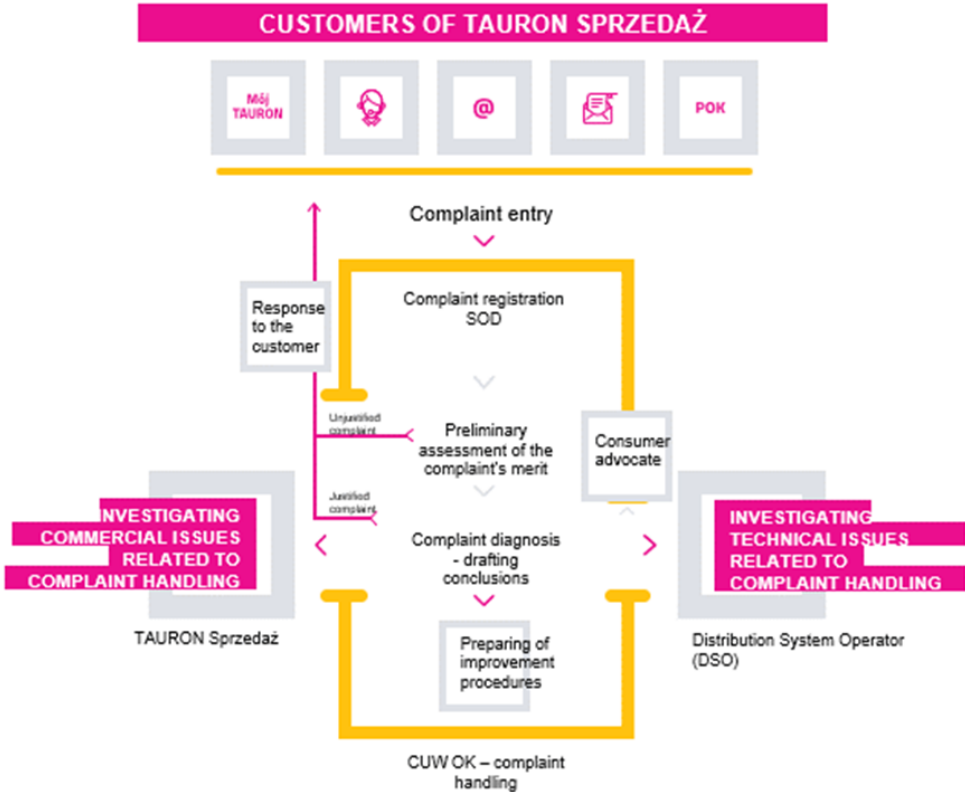 CUSTOMERS OF TAURON SPRZEDAŻ
Mój
TAURON
@
POK
Complaint entry
Complaint registration
SOD
Response
to the
customer
Unjustified
complaint
Preliminary
assessment of the
complaint's merit
Consumer
advocate
Justified
complaint
INVESTIGATING
COMMERCIAL ISSUES
RELATED TO
COMPLAINT HANDLING
Complaint diagnosis
- drafting
conclusions
INVESTIGATING
TECHNICAL ISSUES
RELATED TO
COMPLAINT HANDLING
TAURON Sprzedaż
Preparing of
improvement
procedures
Distribution System Operator
(DSO)
CUW OK – complaint
handling